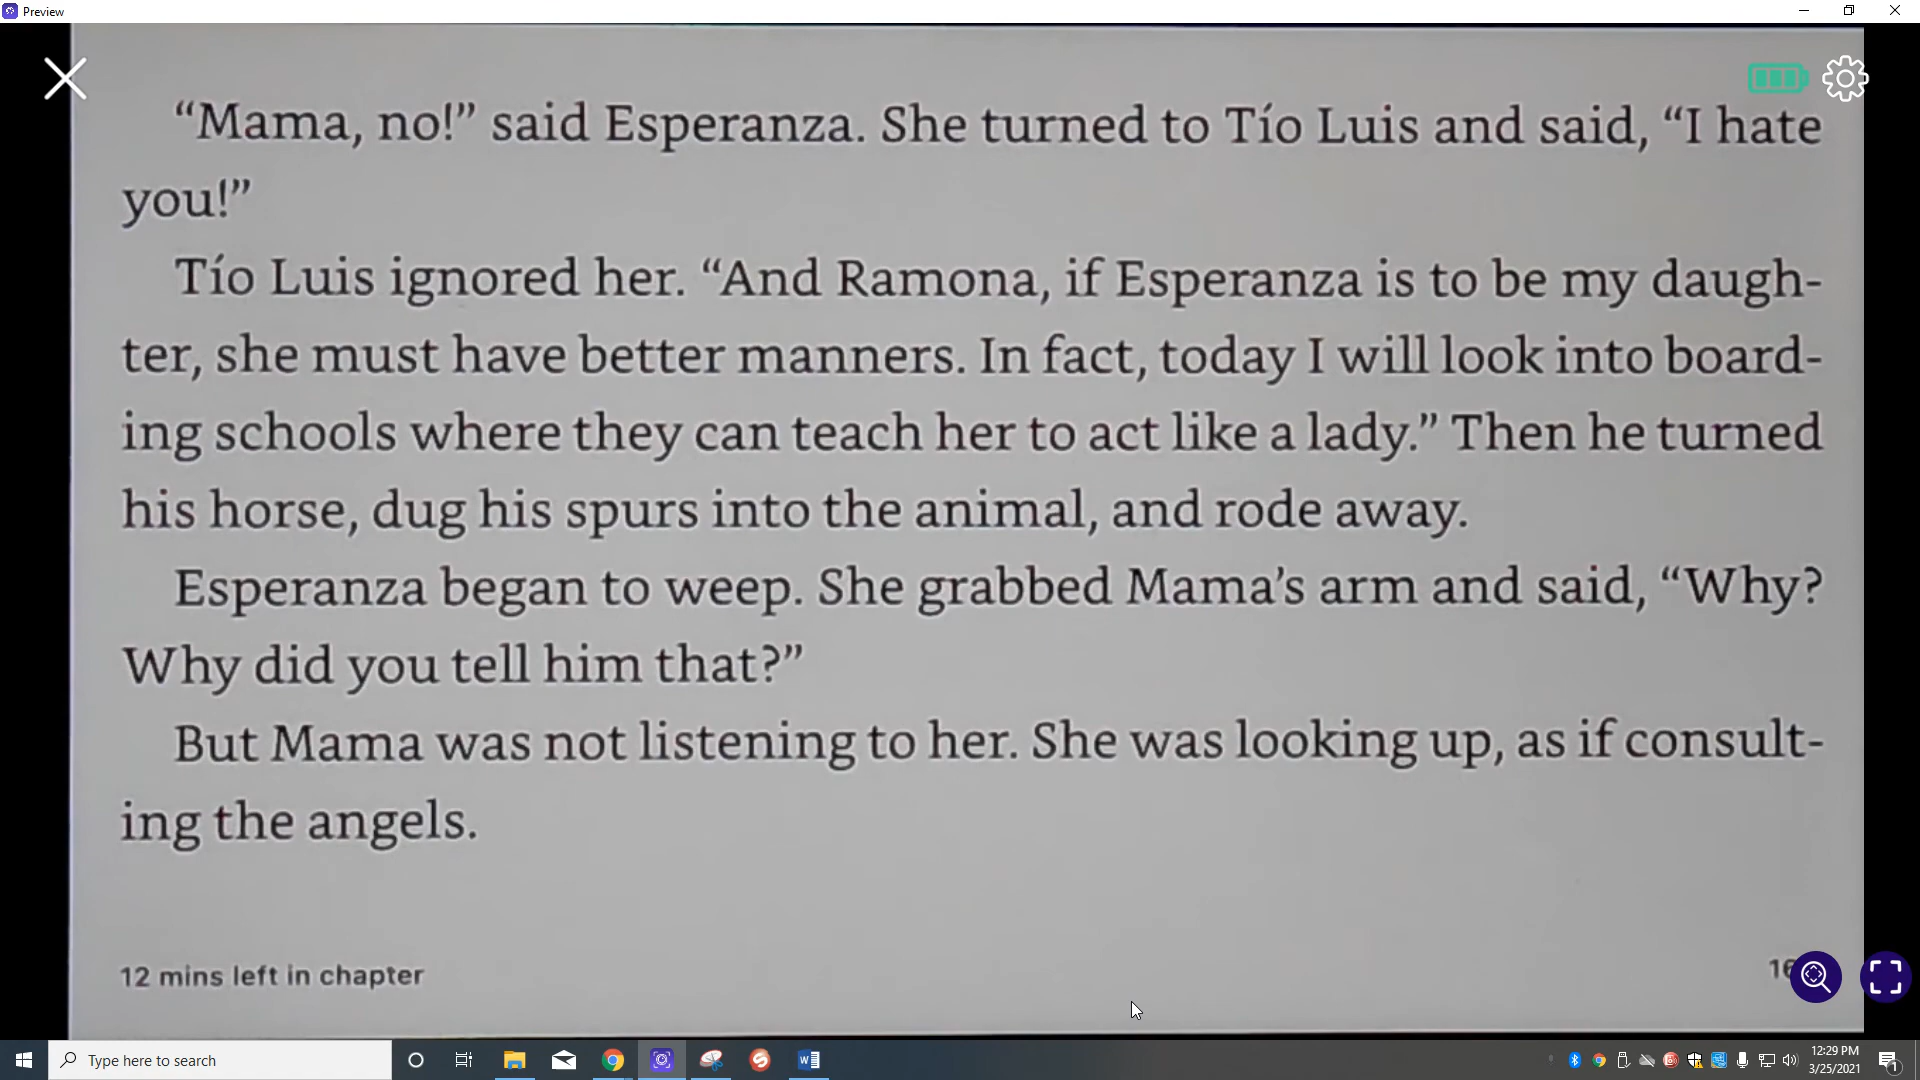 Preview
“Mama, no!” said Esperanza. She turned to Tío Luis and said, “I hate
you!”
Tío Luis ignored her. “And Ramona, if Esperanza is to be my daugh-
ter, she must have better manners. In fact, today I will look into board-
ing schools where they can teach her to act like a lady.” Then he turned
his horse, dug his spurs into the animal, and rode away.
Esperanza began to weep. She grabbed Mama’s arm and said, “Why?
Why did you tell him that?”
But Mama was not listening to her. She was looking up, as if consult-
ing the angels.
12 mins left in chapter
Type here to search
12:29 PM
3/25/2021
1